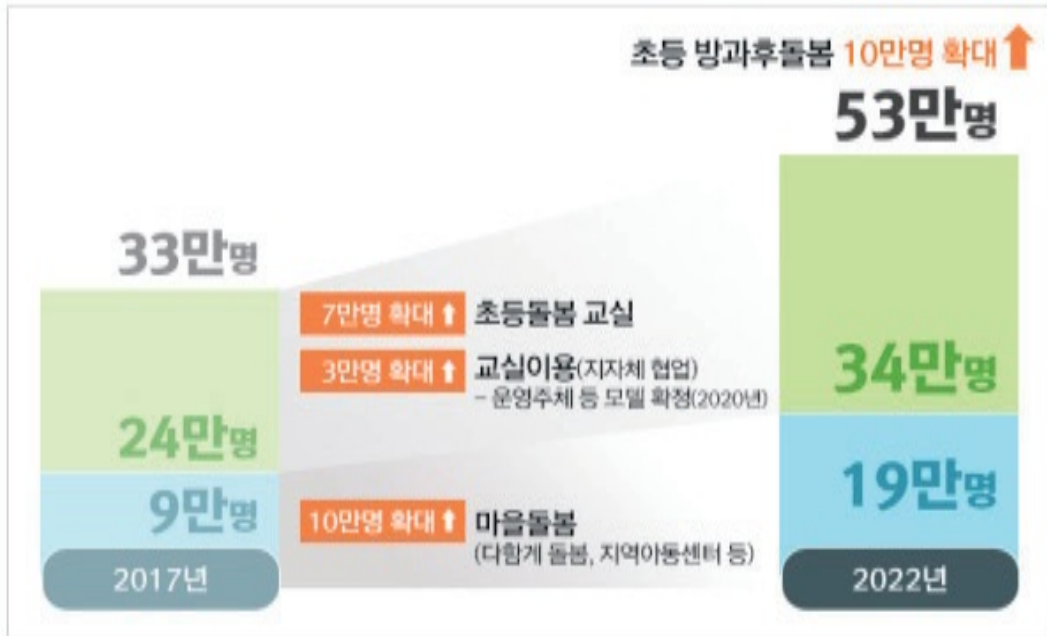 초등 방과후돌봄 10만명 확대
53만명
33만명
7만명 확대 초등돌봄 교실
3만명 확대 교실이용(지자체 협업)
- 운영주체 등 모델 확정(2020년)
34만명
24만명
19만명
9만명
10만명 확대 마을돌봄
(다함께 돌봄, 지역아동센터 등)
2017년
2022년